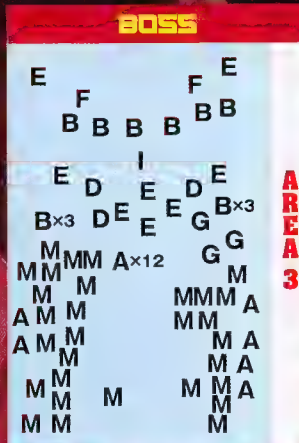 BOSS
E E
F F
B B B B B B
I
E D E D E
B×3 D E E E G B×3
M G G
M M M M A×12 M
M M M M M A
A M M M M
A M M M A
M M A
M M M M M A
M M M
M M M
AREA 3